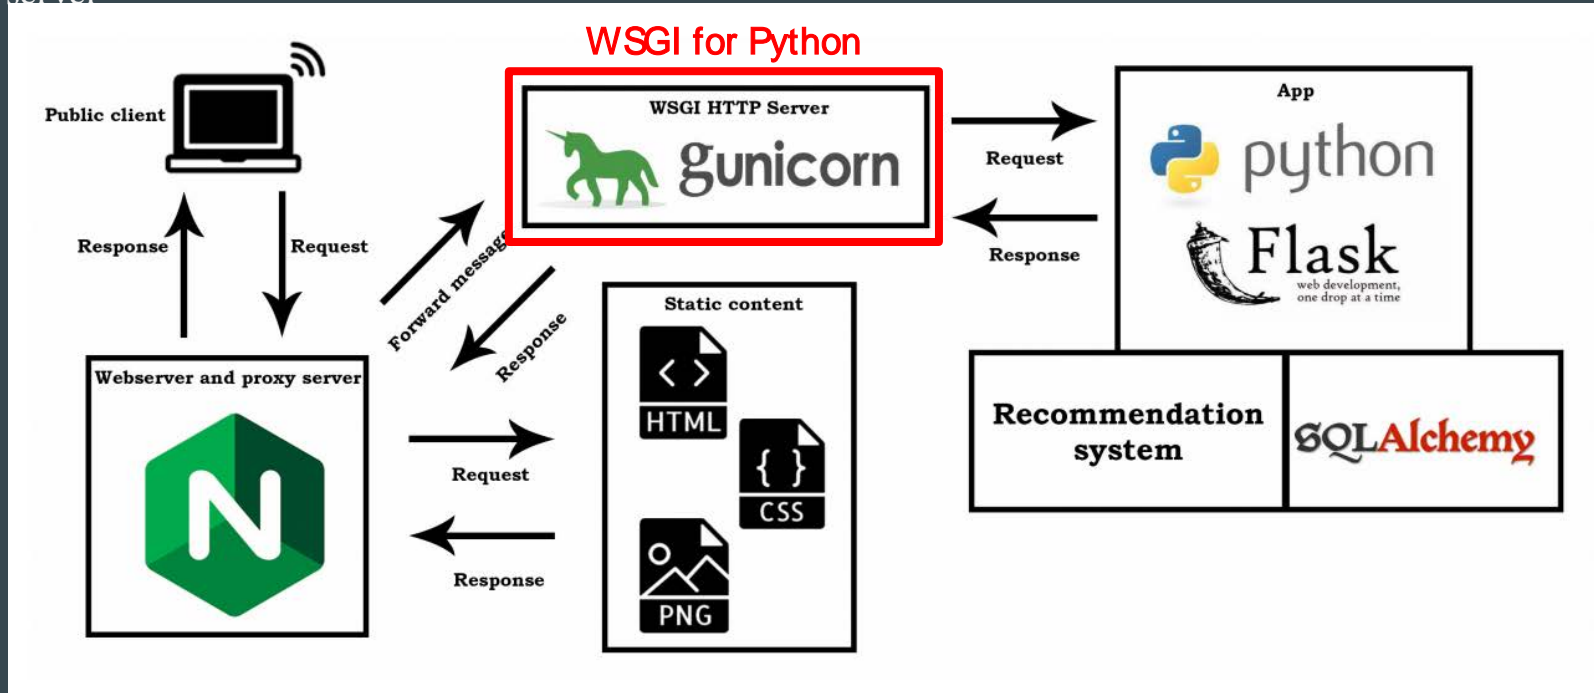 WSGI for Python
Public client
WSGI HTTP Server
gunicorn
App
python
Flask
web development,
one drop at a time
Request
Response
Response
Request
Forward message
Response
Static content
HTML
CSS
PNG
Webserver and proxy server
N
Request
Response
Recommendation
system
SQLAlchemy